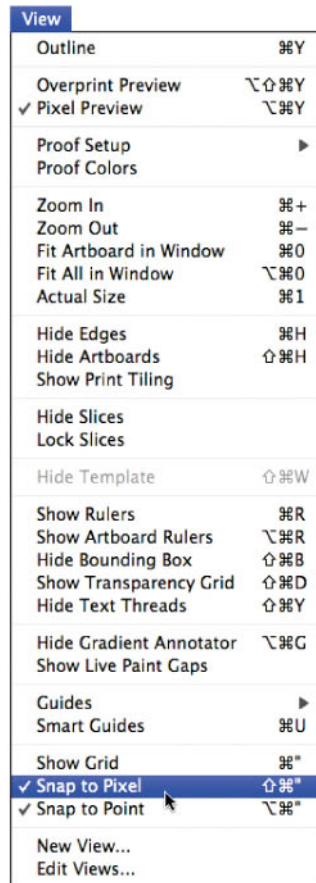 View
Outline ⌘Y
Overprint Preview ⌥⇧⌘Y
✓ Pixel Preview ⌥⌘Y
Proof Setup ▶
Proof Colors
Zoom In ⌘+
Zoom Out ⌘−
Fit Artboard in Window ⌘0
Fit All in Window ⌥⌘0
Actual Size ⌘1
Hide Edges ⌘H
Hide Artboards ⇧⌘H
Show Print Tiling
Hide Slices
Lock Slices
Hide Template ⇧⌘W
Show Rulers ⌘R
Show Artboard Rulers ⌥⌘R
Hide Bounding Box ⇧⌘B
Show Transparency Grid ⇧⌘D
Hide Text Threads ⇧⌘Y
Hide Gradient Annotator ⌥⌘G
Show Live Paint Gaps
Guides ▶
Smart Guides ⌘U
Show Grid ⌘"
✓ Snap to Pixel ⇧⌘"
✓ Snap to Point ⌥⌘"
New View...
Edit Views...